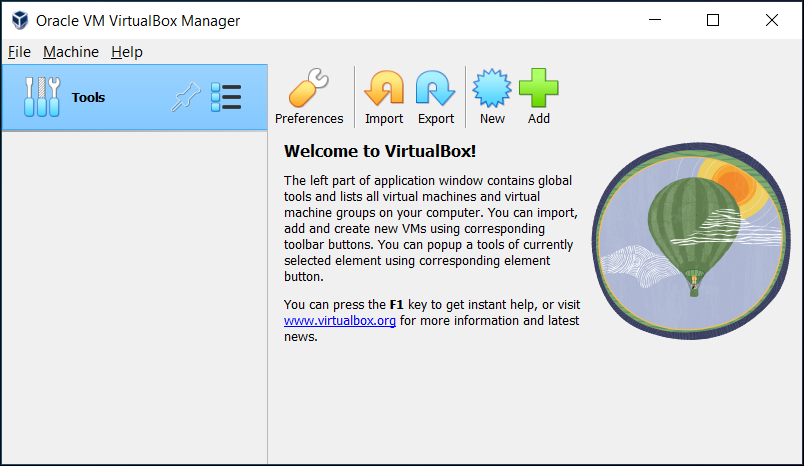 Oracle VM VirtualBox Manager
File Machine Help
Tools
Preferences Import Export New Add
Welcome to VirtualBox!
The left part of application window contains global
tools and lists all virtual machines and virtual
machine groups on your computer. You can import,
add and create new VMs using corresponding
toolbar buttons. You can popup a tools of currently
selected element using corresponding element
button.
You can press the F1 key to get instant help, or visit
www.virtualbox.org for more information and latest
news.